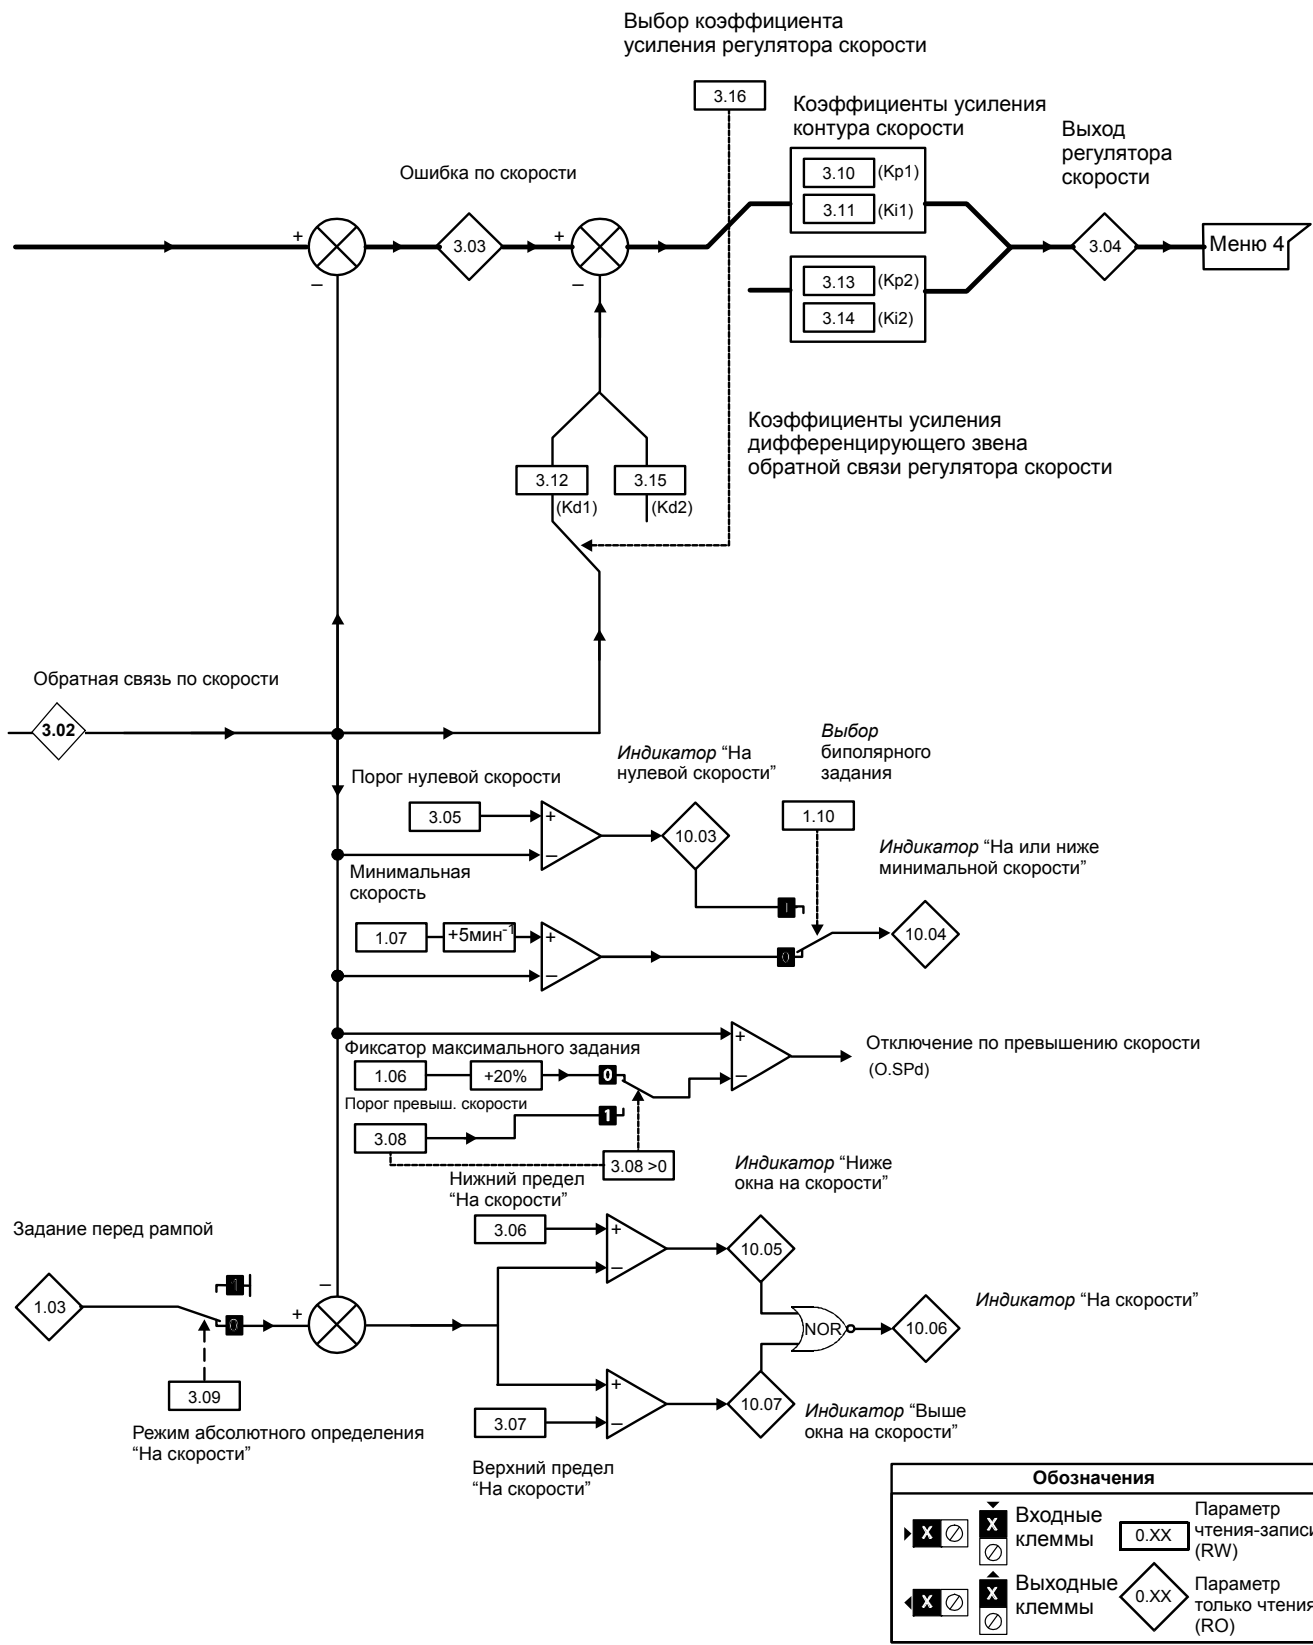 Выбор коэффициента
усиления регулятора скорости
3.16
Коэффициенты усиления
контура скорости
3.10 (Kp1)
3.11 (Ki1)
3.13 (Kp2)
3.14 (Ki2)
Выход
регулятора
скорости
Ошибка по скорости
+
–
3.03
+
–
3.04
Меню 4
Коэффициенты усиления
дифференцирующего звена
обратной связи регулятора скорости
3.12
(Kd1)
3.15
(Kd2)
Обратная связь по скорости
3.02
Порог нулевой скорости
3.05
+
–
Индикатор “На
нулевой скорости”
10.03
Выбор
биполярного
задания
1.10
Индикатор “На или ниже
минимальной скорости”
10.04
1
0
Минимальная
скорость
1.07
+5мин-1
+
–
Фиксатор максимального задания
1.06
+20%
0
+
–
Отключение по превышению скорости
(O.SPd)
Порог превыш. скорости
1
3.08
3.08 >0
Нижний предел
“На скорости”
3.06
+
–
Индикатор “Ниже
окна на скорости”
10.05
Задание перед рампой
1.03
1
0
+
–
3.09
Режим абсолютного определения
“На скорости”
NOR
10.06
Индикатор “На скорости”
+
–
3.07
10.07
Индикатор “Выше
окна на скорости”
Верхний предел
“На скорости”
Обозначения
X
X
Входные
клеммы
0.XX
Параметр
чтения-записи
(RW)
X
X
Выходные
клеммы
0.XX
Параметр
только чтения
(RO)